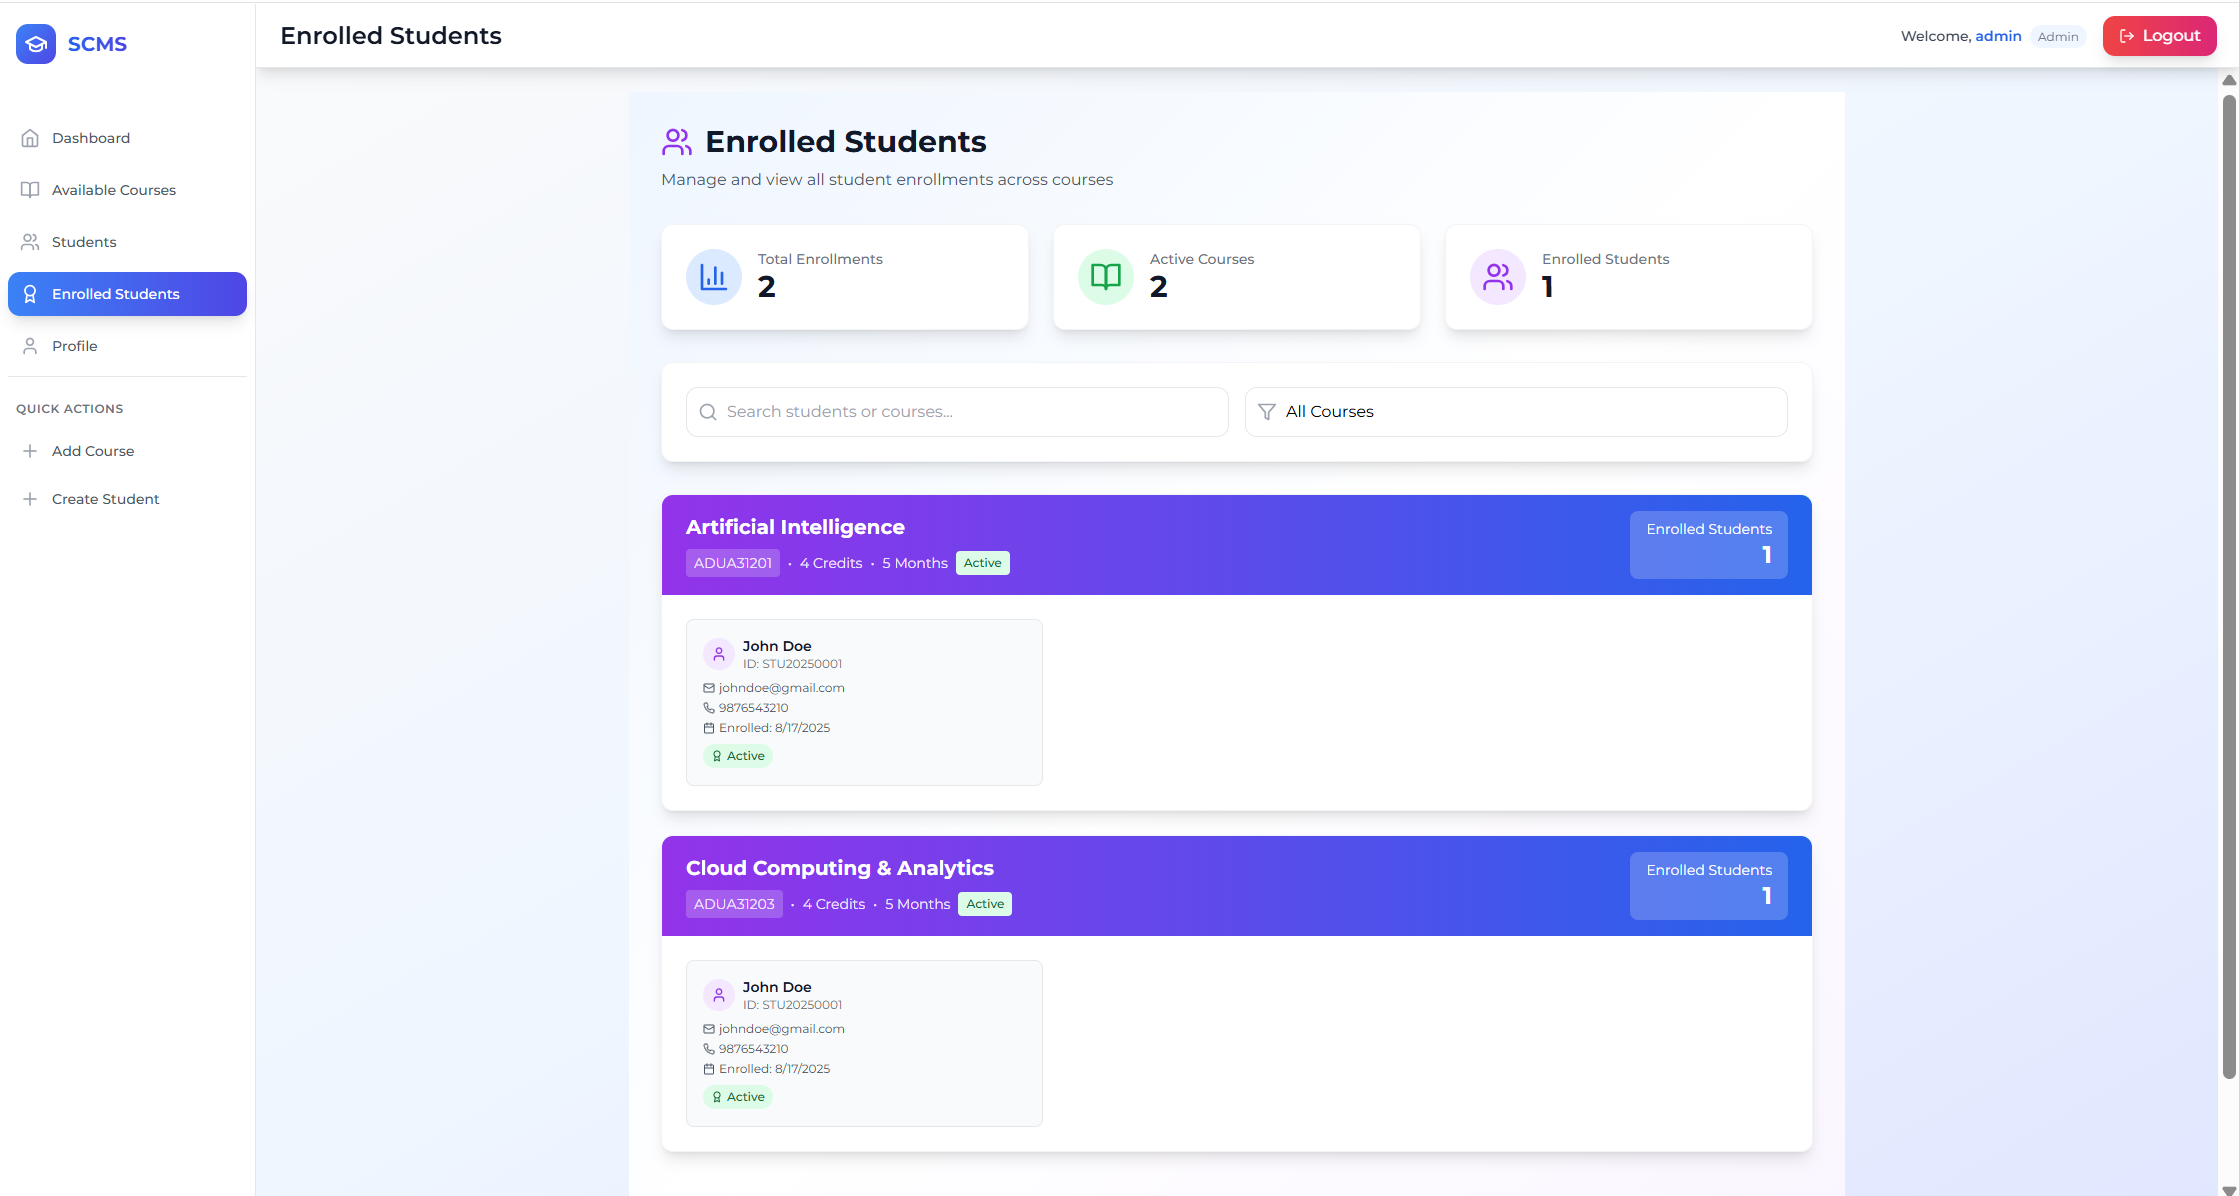 SCMS
Enrolled Students
Welcome, admin Admin Logout
Dashboard
Available Courses
Students
Enrolled Students
Profile
QUICK ACTIONS
Add Course
Create Student
Enrolled Students
Manage and view all student enrollments across courses
Total Enrollments
2
Active Courses
2
Enrolled Students
1
Search students or courses...
All Courses
Artificial Intelligence
ADUA31201 • 4 Credits • 5 Months Active
Enrolled Students
1
John Doe
ID: STU20250001
johndoe@gmail.com
9876543210
Enrolled: 8/17/2025
Active
Cloud Computing & Analytics
ADUA31203 • 4 Credits • 5 Months Active
Enrolled Students
1
John Doe
ID: STU20250001
johndoe@gmail.com
9876543210
Enrolled: 8/17/2025
Active